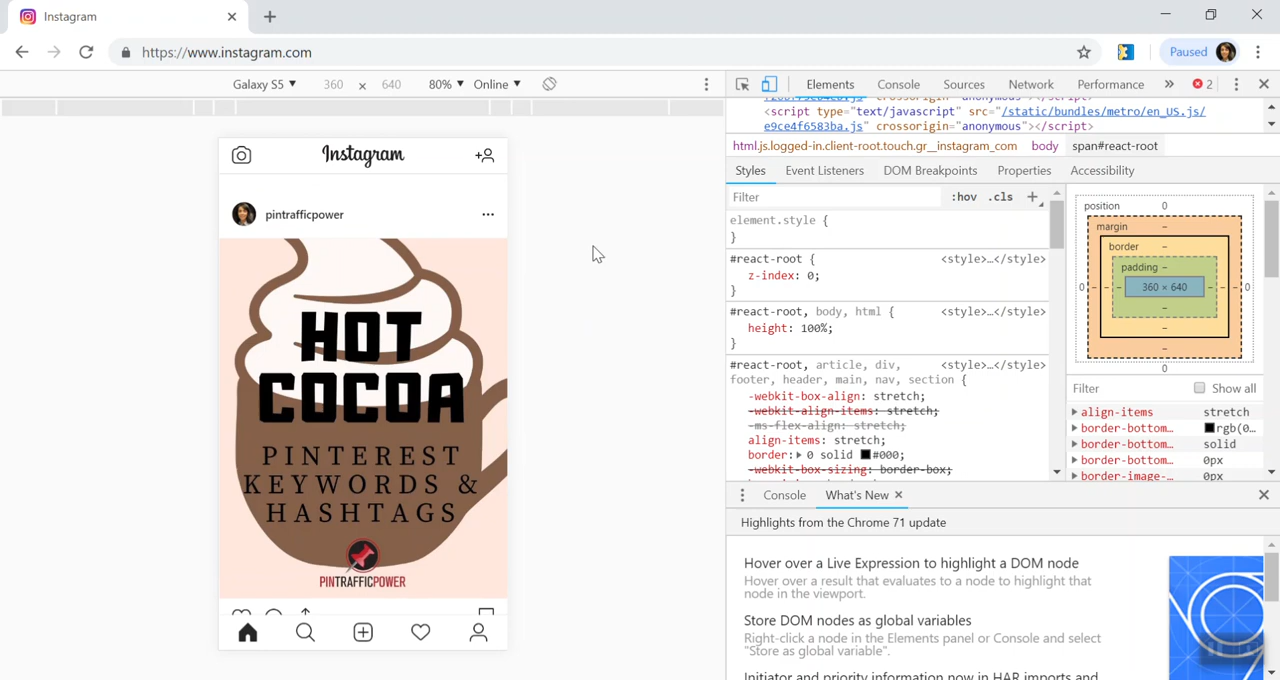 Instagram
https://www.instagram.com
Paused
Galaxy S5 ▼ 360 x 640 80% ▼ Online ▼
Elements Console Sources Network Performance » 2
<script type="text/javascript" src="/static/bundles/metro/en_US.js/
e9ce4f6583ba.js" crossorigin="anonymous"></script>
html.js.logged-in.client-root.touch.gr__instagram_com body span#react-root
Styles Event Listeners DOM Breakpoints Properties Accessibility
Filter :hov .cls +
element.style {
}
#react-root { <style>…</style>
z-index: 0;
}
#react-root, body, html { <style>…</style>
height: 100%;
}
#react-root, article, div, <style>…</style>
footer, header, main, nav, section {
-webkit-box-align: stretch;
-webkit-align-items: stretch;
-ms-flex-align: stretch;
align-items: stretch;
border: 0 solid #000;
-webkit-box-sizing: border-box;
position 0
margin -
border -
padding -
0 - - - 360 × 640 - - - 0
-
-
-
0
Filter Show all
align-items stretch
border-bottom… rgb(0…
border-bottom… solid
border-bottom… 0px
border-image-… 0px
Instagram
pintrafficpower ...
HOT
COCOA
PINTEREST
KEYWORDS &
HASHTAGS
PINTRAFFICPOWER
Console What's New ×
Highlights from the Chrome 71 update
Hover over a Live Expression to highlight a DOM node
Hover over a result that evaluates to a node to highlight that
node in the viewport.
Store DOM nodes as global variables
Right-click a node in the Elements panel or Console and select
"Store as global variable".
Initiator and priority information now in HAR imports and